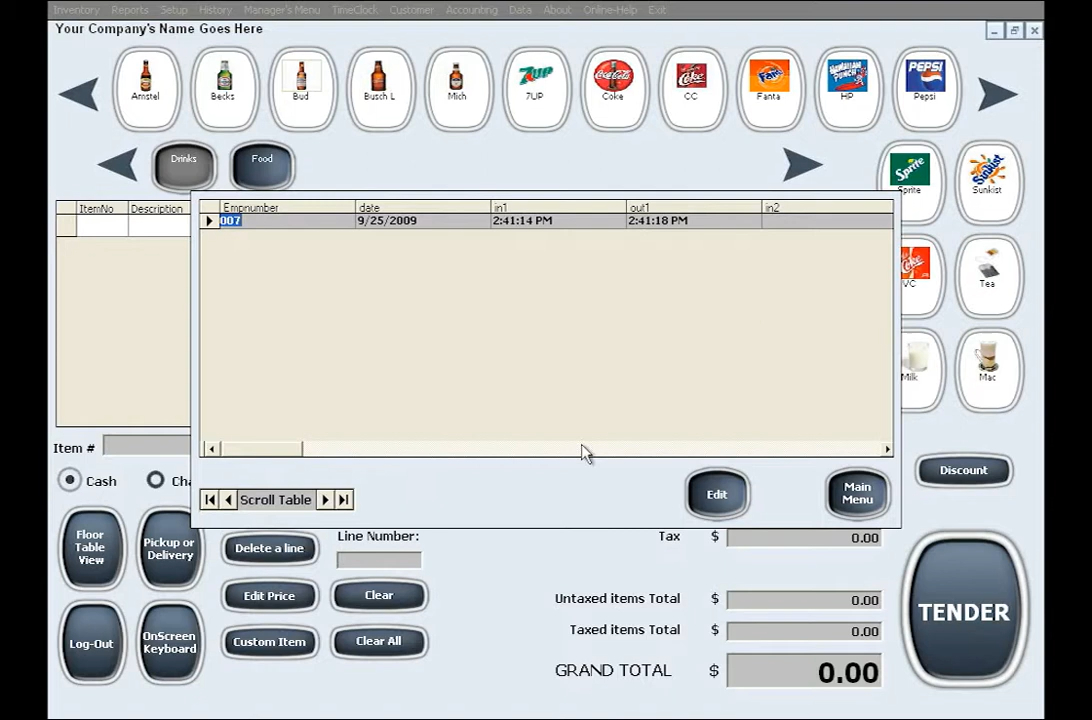 Inventory Reports Setup History Manager's Menu TimeClock Customer Accounting Data About Online-Help Exit
Your Company's Name Goes Here
Amstel Becks Bud Busch L Mich 7UP Coke CC Fanta HP Pepsi
Drinks Food
Sprite Sunkist
ItemNo Description
Empnumber date in1 out1 in2
007 9/25/2009 2:41:14 PM 2:41:18 PM
VC Tea
Milk Mac
Item #
Cash Cha
Scroll Table
Edit
Main
Menu
Discount
Floor
Table
View
Pickup or
Delivery
Delete a line
Line Number:
Tax $ 0.00
Edit Price Clear
Untaxed items Total $ 0.00
TENDER
Log-Out
OnScreen
Keyboard
Custom Item Clear All
Taxed items Total $ 0.00
GRAND TOTAL $ 0.00